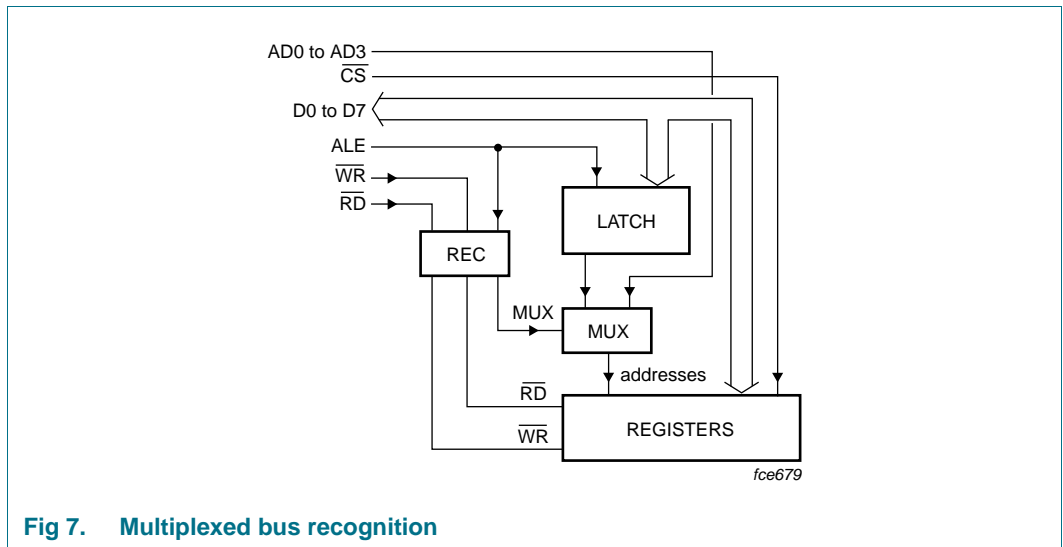 AD0 to AD3
CS
D0 to D7
ALE
WR
RD
LATCH
REC
MUX
MUX
addresses
RD
WR
REGISTERS
fce679
Fig 7. Multiplexed bus recognition